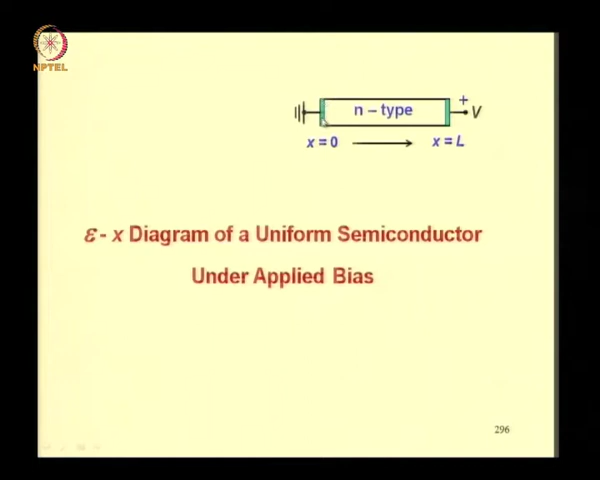 NPTEL
n – type
+
V
x = 0
x = L
ε - x Diagram of a Uniform Semiconductor
Under Applied Bias
296